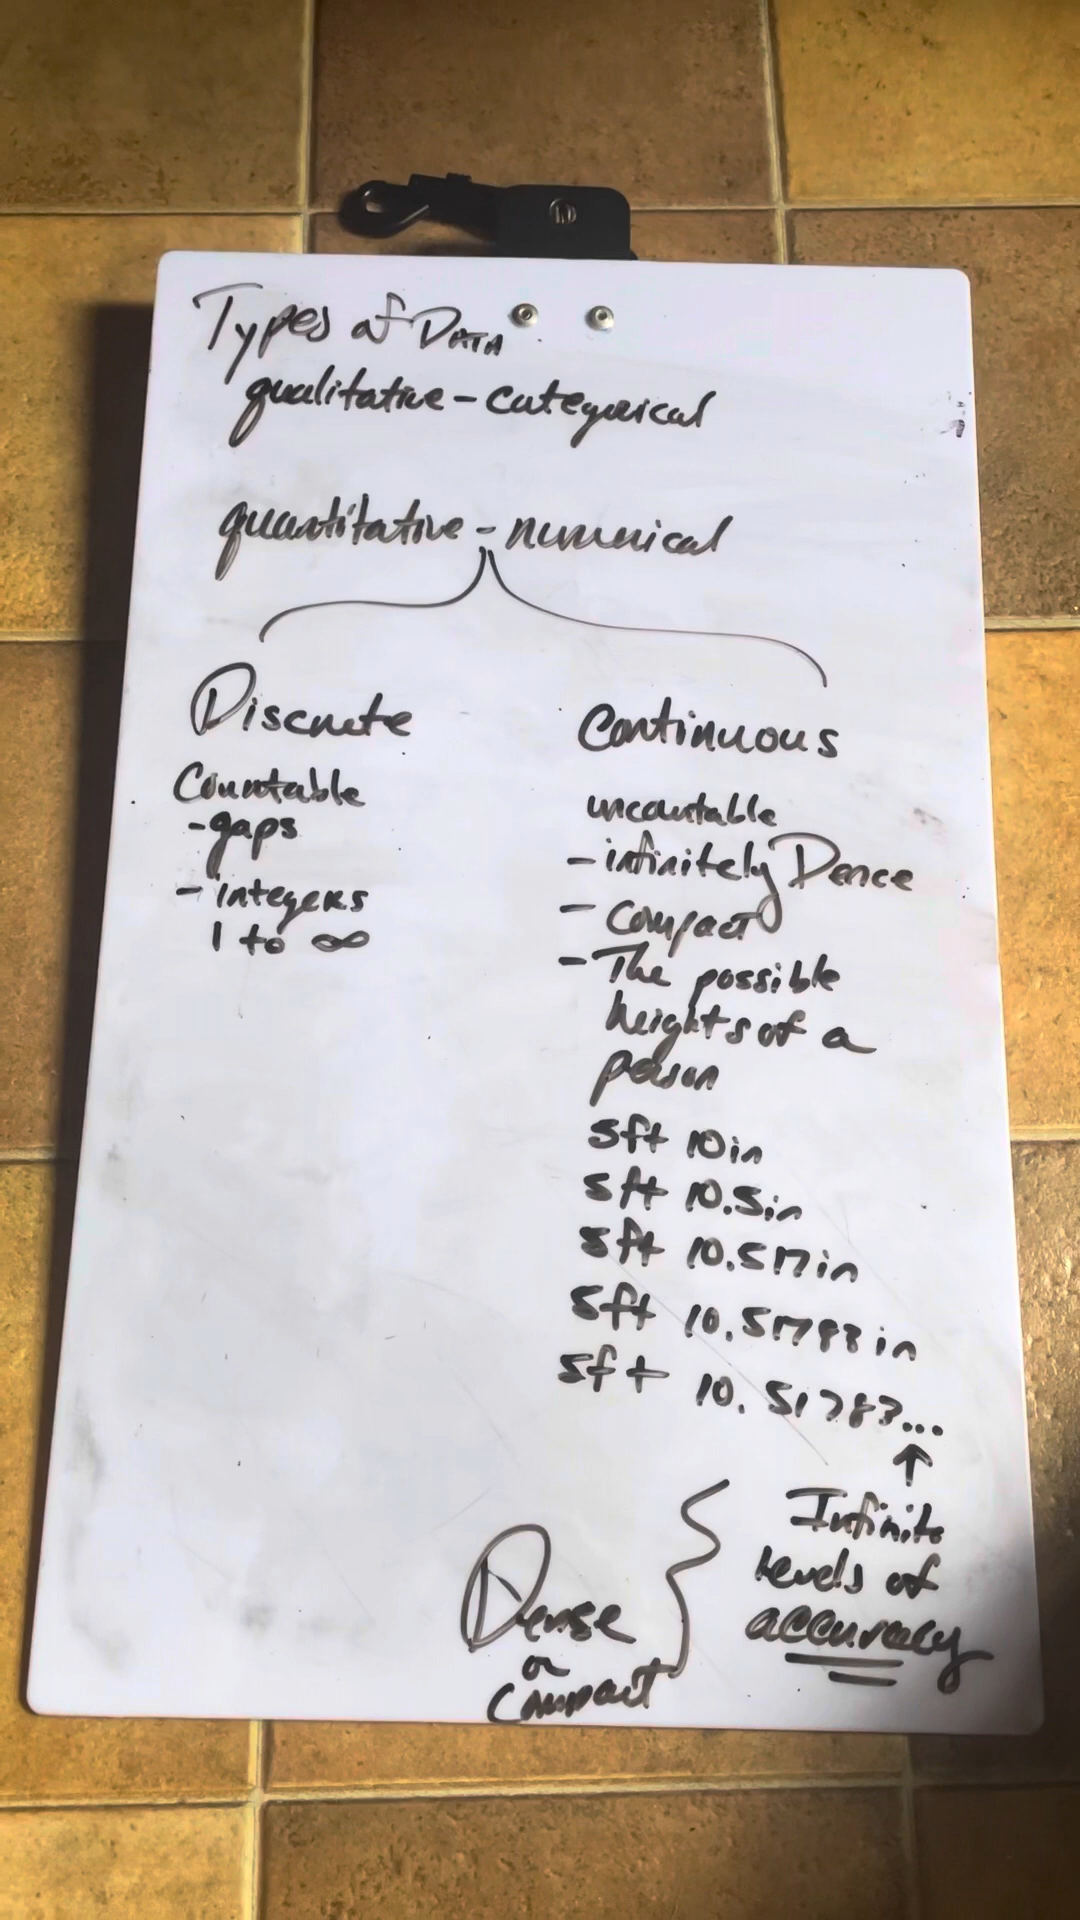 Types of DATA
qualitative - categorical
quantitative - numerical
Discrete
Countable
- gaps
- integers
1 to ∞
Continuous
uncountable
- infinitely Dence
- Compact
- The possible
heights of a
person
5ft 10in
5ft 10.5in
5ft 10.517in
5ft 10.51783in
5ft 10.51783...
↑
Infinite
levels of
accuracy
Dense
or
Compact